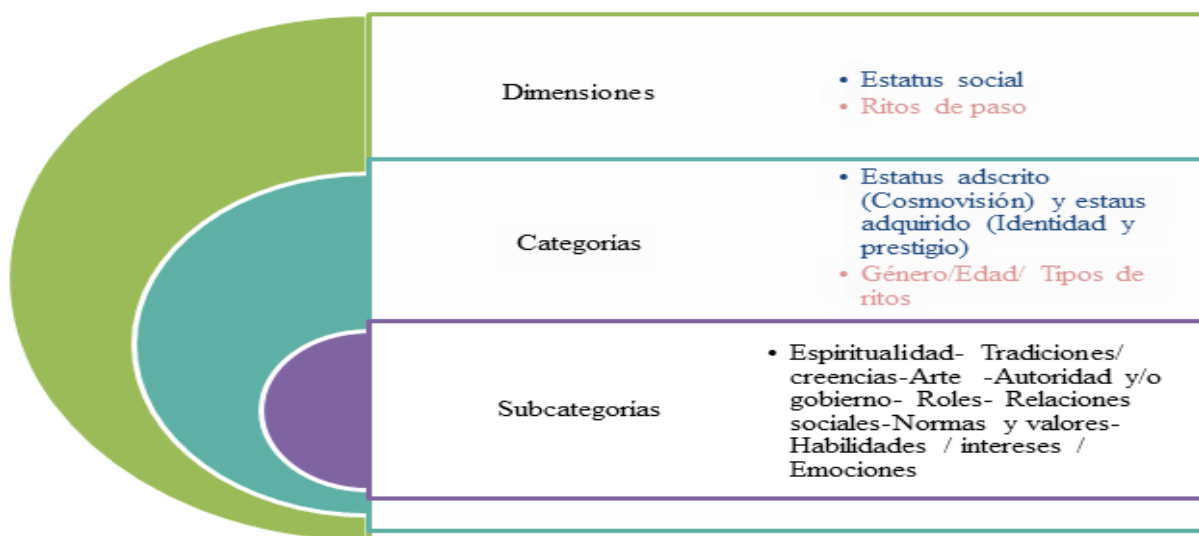 Dimensiones
• Estatus social
• Ritos de paso
Categorias
• Estatus adscrito
(Cosmovisión) y estaus
adquirido (Identidad y
prestigio)
• Género/Edad/ Tipos de
ritos
Subcategorias
• Espiritualidad- Tradiciones/
creencias-Arte -Autoridad y/o
gobierno- Roles- Relaciones
sociales-Normas y valores-
Habilidades / intereses /
Emociones